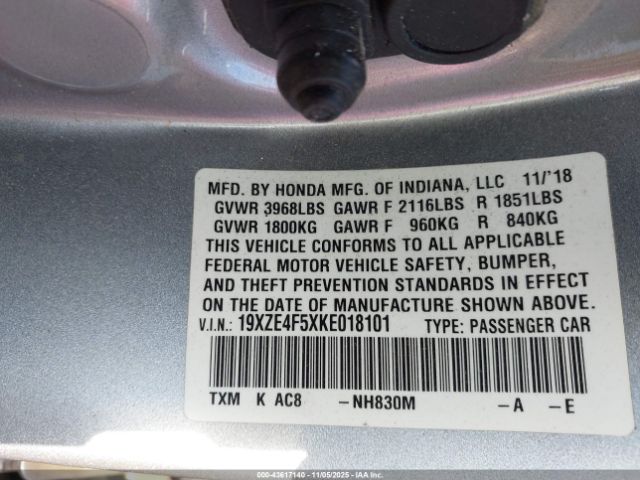 MFD. BY HONDA MFG. OF INDIANA, LLC 11/'18
GVWR 3968LBS GAWR F 2116LBS R 1851LBS
GVWR 1800KG GAWR F 960KG R 840KG
THIS VEHICLE CONFORMS TO ALL APPLICABLE
FEDERAL MOTOR VEHICLE SAFETY, BUMPER,
AND THEFT PREVENTION STANDARDS IN EFFECT
ON THE DATE OF MANUFACTURE SHOWN ABOVE.
V.I.N.: 19XZE4F5XKE018101 TYPE: PASSENGER CAR
TXM K AC8 -NH830M -A -E
000-43617140 - 11/05/2025 - IAAHQ